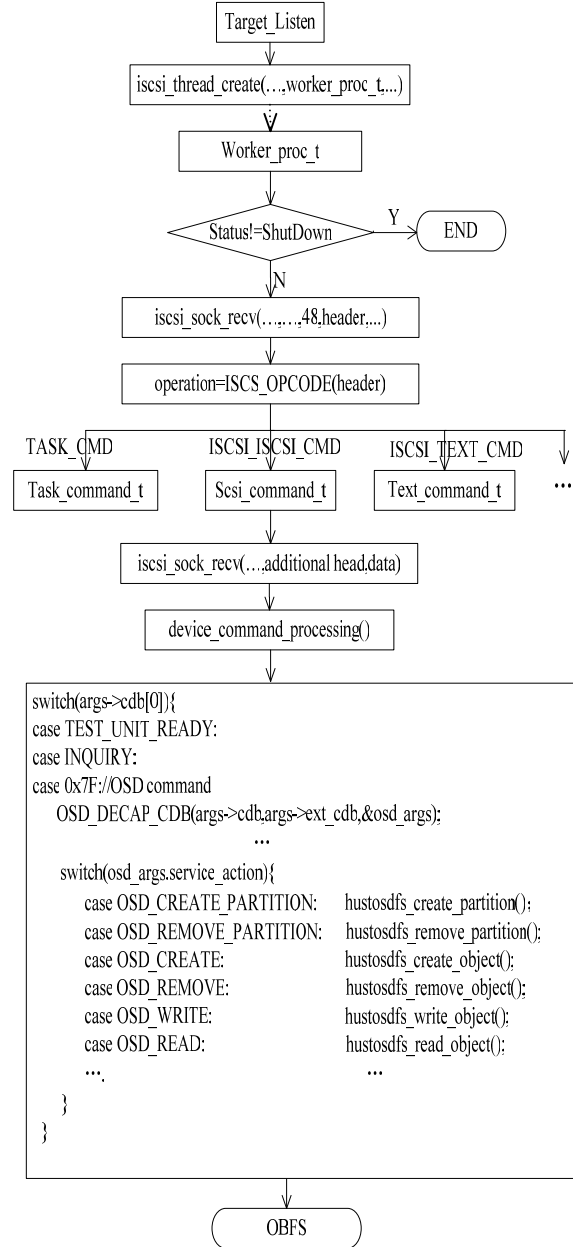 Target_Listen
iscsi_thread_create(…,worker_proc_t,...)
Worker_proc_t
Status!=ShutDown
Y
END
N
iscsi_sock_recv(…,…,48,header,...)
operation=ISCS_OPCODE(header)
TASK_CMD
ISCSI_ISCSI_CMD
ISCSI_TEXT_CMD
Task_command_t
Scsi_command_t
Text_command_t
...
iscsi_sock_recv(…,additional head,data)
device_command_processing()
switch(args->cdb[0]){
case TEST_UNIT_READY:
case INQUIRY:
case 0x7F://OSD command
OSD_DECAP_CDB(args->cdb,args->ext_cdb,&osd_args);
...
switch(osd_args.service_action){
case OSD_CREATE_PARTITION: hustosdfs_create_partition();
case OSD_REMOVE_PARTITION: hustosdfs_remove_partition();
case OSD_CREATE: hustosdfs_create_object();
case OSD_REMOVE: hustosdfs_remove_object();
case OSD_WRITE: hustosdfs_write_object();
case OSD_READ: hustosdfs_read_object();
…. ...
}
}
OBFS